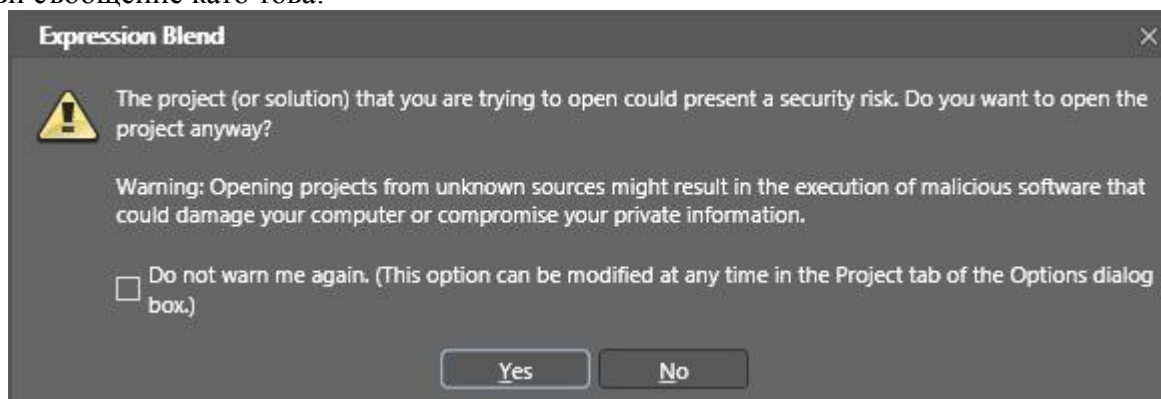 съобщение като това:
Expression Blend
The project (or solution) that you are trying to open could present a security risk. Do you want to open the
project anyway?
Warning: Opening projects from unknown sources might result in the execution of malicious software that
could damage your computer or compromise your private information.
Do not warn me again. (This option can be modified at any time in the Project tab of the Options dialog
box.)
Yes No